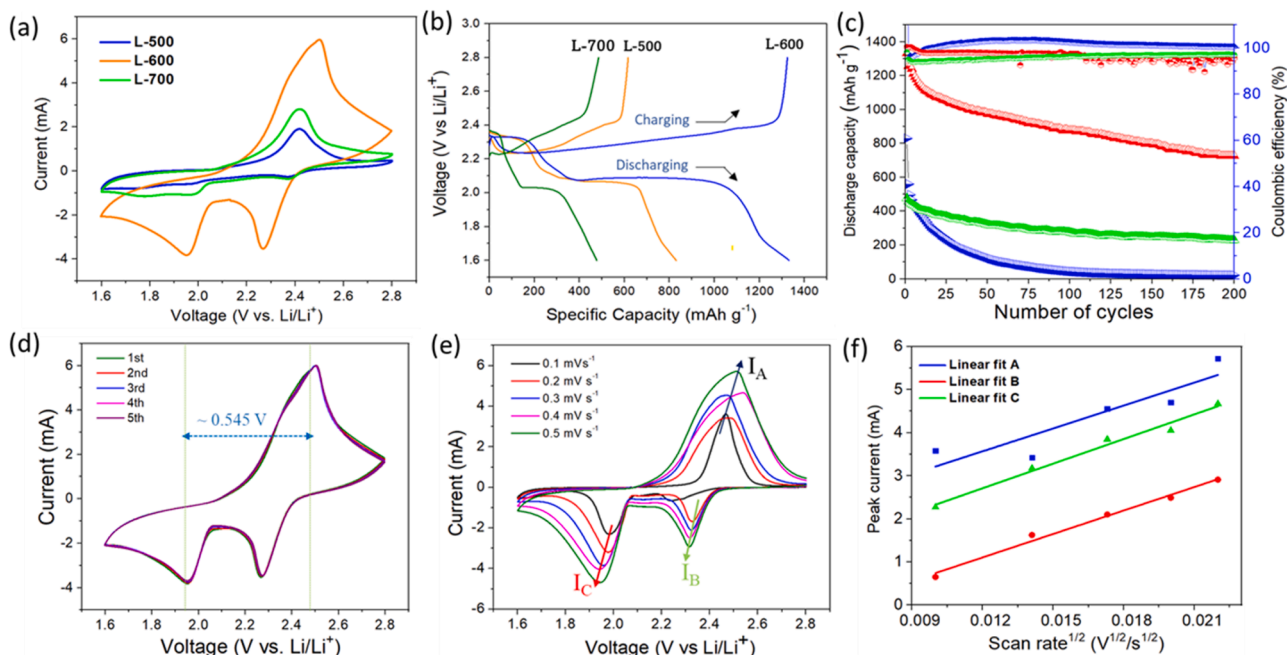 (a)
L-500
L-600
L-700
Current (mA)
6
4
2
0
-2
-4
1.6 1.8 2.0 2.2 2.4 2.6 2.8
Voltage (V vs. Li/Li+)
(b)
L-700 L-500 L-600
Charging
Discharging
Voltage (V vs Li/Li+)
3.0
2.8
2.6
2.4
2.2
2.0
1.8
1.6
0 200 400 600 800 1000 1200 1400
Specific Capacity (mAh g-1)
(c)
Discharge capacity (mAh g-1)
1400
1200
1000
800
600
400
200
0
100
80
60
40
20
0
Coulombic efficiency (%)
0 25 50 75 100 125 150 175 200
Number of cycles
(d)
1st
2nd
3rd
4th
5th
~ 0.545 V
Current (mA)
6
4
2
0
-2
-4
1.6 1.8 2.0 2.2 2.4 2.6 2.8
Voltage (V vs. Li/Li+)
(e)
0.1 mVs-1
0.2 mV s-1
0.3 mV s-1
0.4 mV s-1
0.5 mV s-1
IA
IB
IC
Current (mA)
6
4
2
0
-2
-4
-6
1.6 1.8 2.0 2.2 2.4 2.6 2.8
Voltage (V vs. Li/Li+)
(f)
Linear fit A
Linear fit B
Linear fit C
Peak current (mA)
6
5
4
3
2
1
0
0.009 0.012 0.015 0.018 0.021
Scan rate1/2 (V1/2/s1/2)